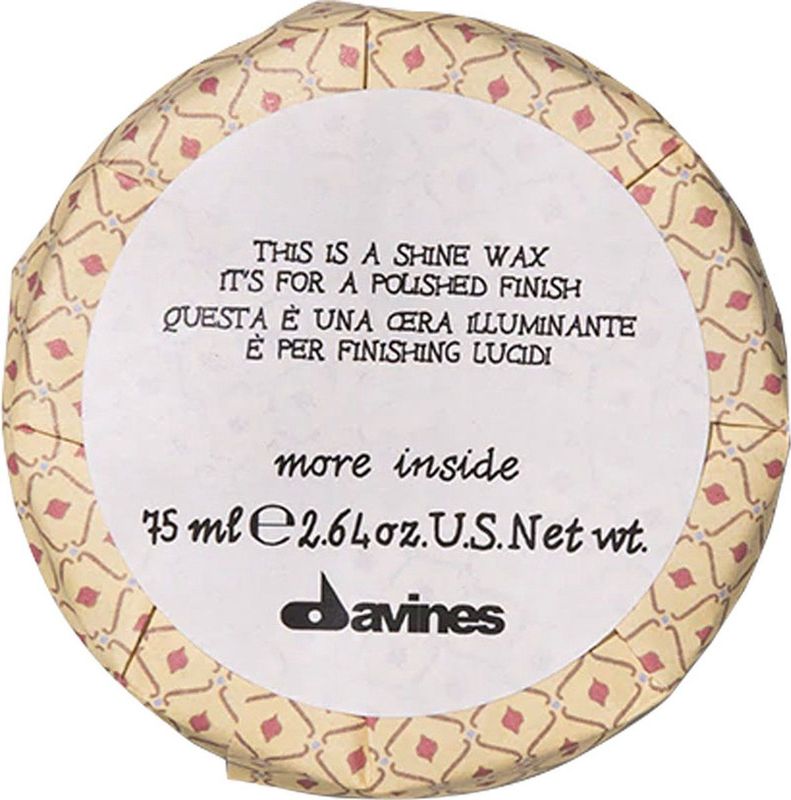 THIS IS A SHINE WAX
IT'S FOR A POLISHED FINISH
QUESTA È UNA CERA ILLUMINANTE
È PER FINISHING LUCIDI
more inside
75 ml ℮ 2.64 oz. U.S. Net wt.
davines